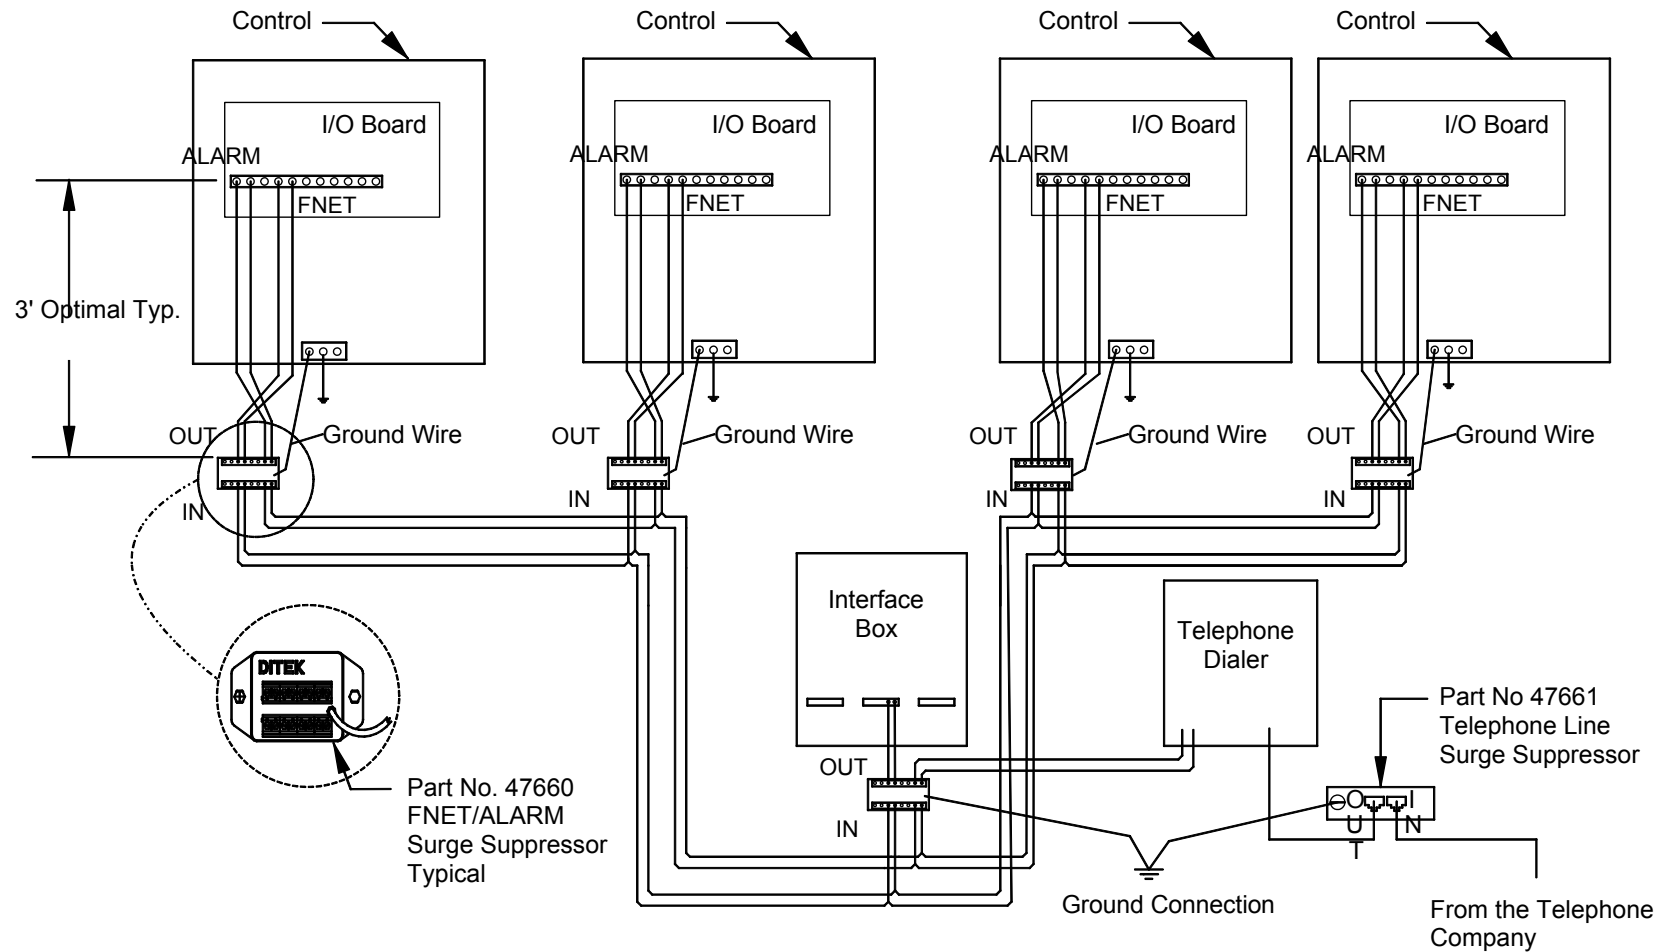 Control
Control
Control
Control
I/O Board
I/O Board
I/O Board
I/O Board
ALARM
ALARM
ALARM
ALARM
FNET
FNET
FNET
FNET
3' Optimal Typ.
OUT
Ground Wire
OUT
Ground Wire
OUT
Ground Wire
OUT
Ground Wire
IN
IN
IN
IN
Interface
Box
Telephone
Dialer
DITEK
Part No 47661
Telephone Line
Surge Suppressor
OUT
IN
O I
U N
T
Part No. 47660
FNET/ALARM
Surge Suppressor
Typical
Ground Connection
From the Telephone
Company